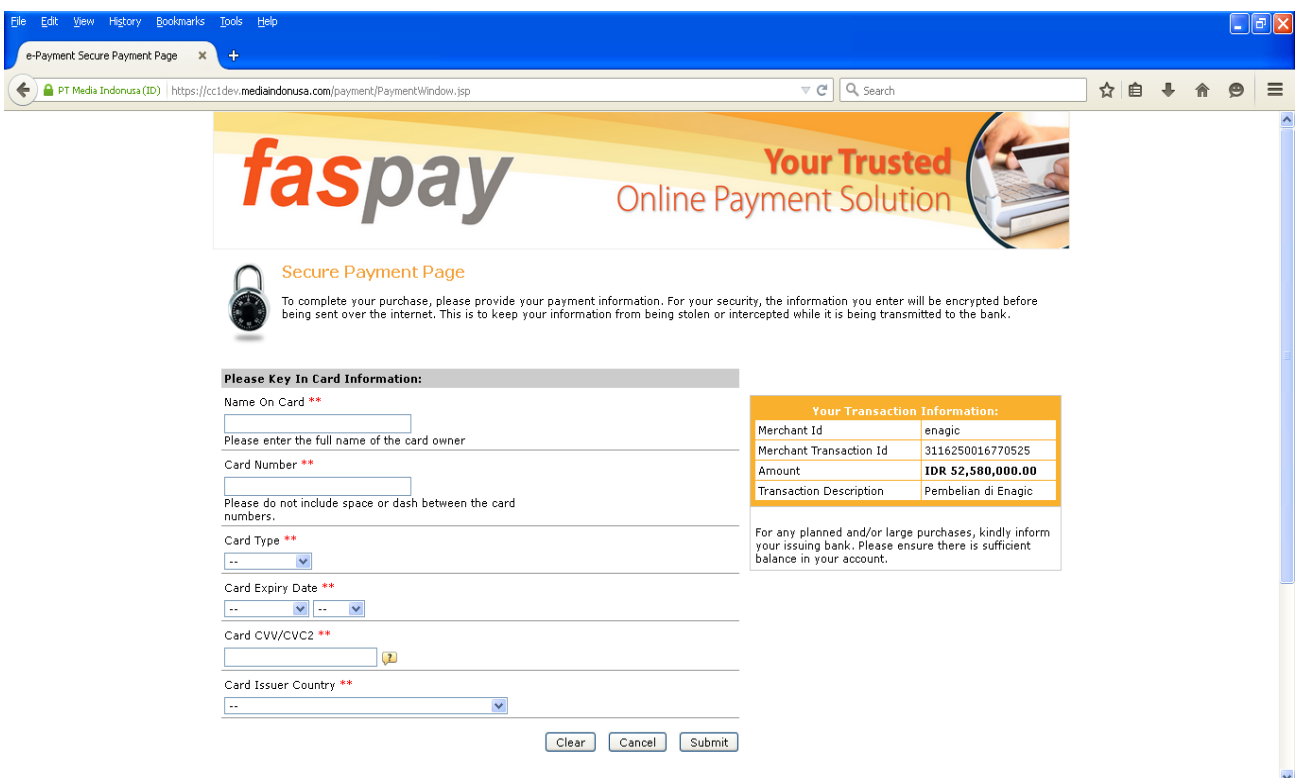 File Edit View History Bookmarks Tools Help
e-Payment Secure Payment Page
PT Media Indonusa (ID) https://cc1dev.mediaindonusa.com/payment/PaymentWindow.jsp Search
faspay
Your Trusted
Online Payment Solution
Secure Payment Page
To complete your purchase, please provide your payment information. For your security, the information you enter will be encrypted before
being sent over the internet. This is to keep your information from being stolen or intercepted while it is being transmitted to the bank.
Please Key In Card Information:
Name On Card **
Please enter the full name of the card owner
Card Number **
Please do not include space or dash between the card
numbers.
Card Type **
--
Card Expiry Date **
-- --
Card CVV/CVC2 **
?
Card Issuer Country **
--
Clear Cancel Submit
Your Transaction Information:
Merchant Id enagic
Merchant Transaction Id 3116250016770525
Amount IDR 52,580,000.00
Transaction Description Pembelian di Enagic
For any planned and/or large purchases, kindly inform
your issuing bank. Please ensure there is sufficient
balance in your account.